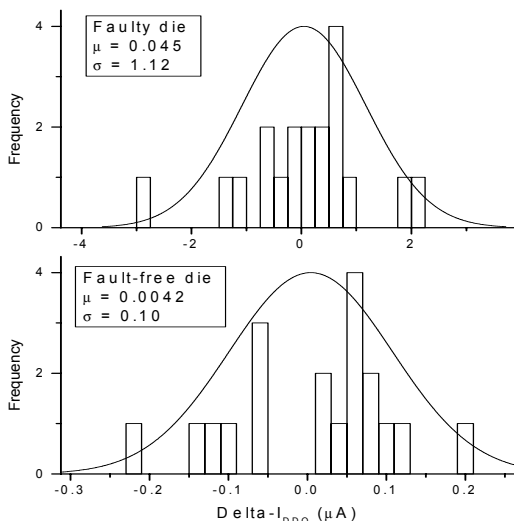 4
2
0
Frequency
Faulty die
μ = 0.045
σ = 1.12
-4
-2
0
2
4
2
0
Frequency
Fault-free die
μ = 0.0042
σ = 0.10
-0.3
-0.2
-0.1
0.0
0.1
0.2
Delta-I_DDQ (μA)